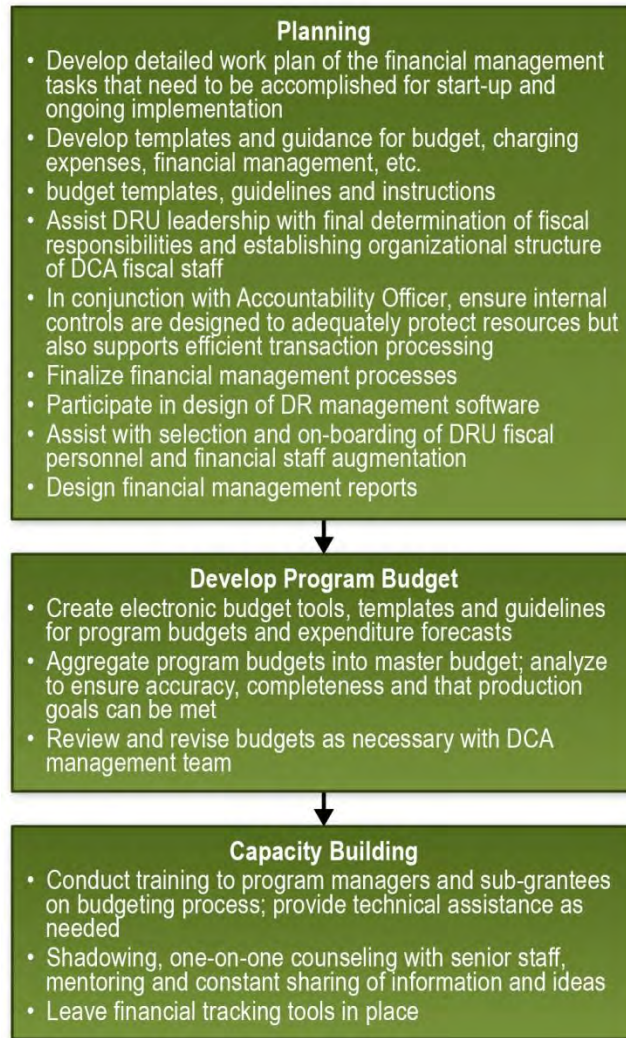 Planning
• Develop detailed work plan of the financial management
tasks that need to be accomplished for start-up and
ongoing implementation
• Develop templates and guidance for budget, charging
expenses, financial management, etc.
• budget templates, guidelines and instructions
• Assist DRU leadership with final determination of fiscal
responsibilities and establishing organizational structure
of DCA fiscal staff
• In conjunction with Accountability Officer, ensure internal
controls are designed to adequately protect resources but
also supports efficient transaction processing
• Finalize financial management processes
• Participate in design of DR management software
• Assist with selection and on-boarding of DRU fiscal
personnel and financial staff augmentation
• Design financial management reports
Develop Program Budget
• Create electronic budget tools, templates and guidelines
for program budgets and expenditure forecasts
• Aggregate program budgets into master budget; analyze
to ensure accuracy, completeness and that production
goals can be met
• Review and revise budgets as necessary with DCA
management team
Capacity Building
• Conduct training to program managers and sub-grantees
on budgeting process; provide technical assistance as
needed
• Shadowing, one-on-one counseling with senior staff,
mentoring and constant sharing of information and ideas
• Leave financial tracking tools in place